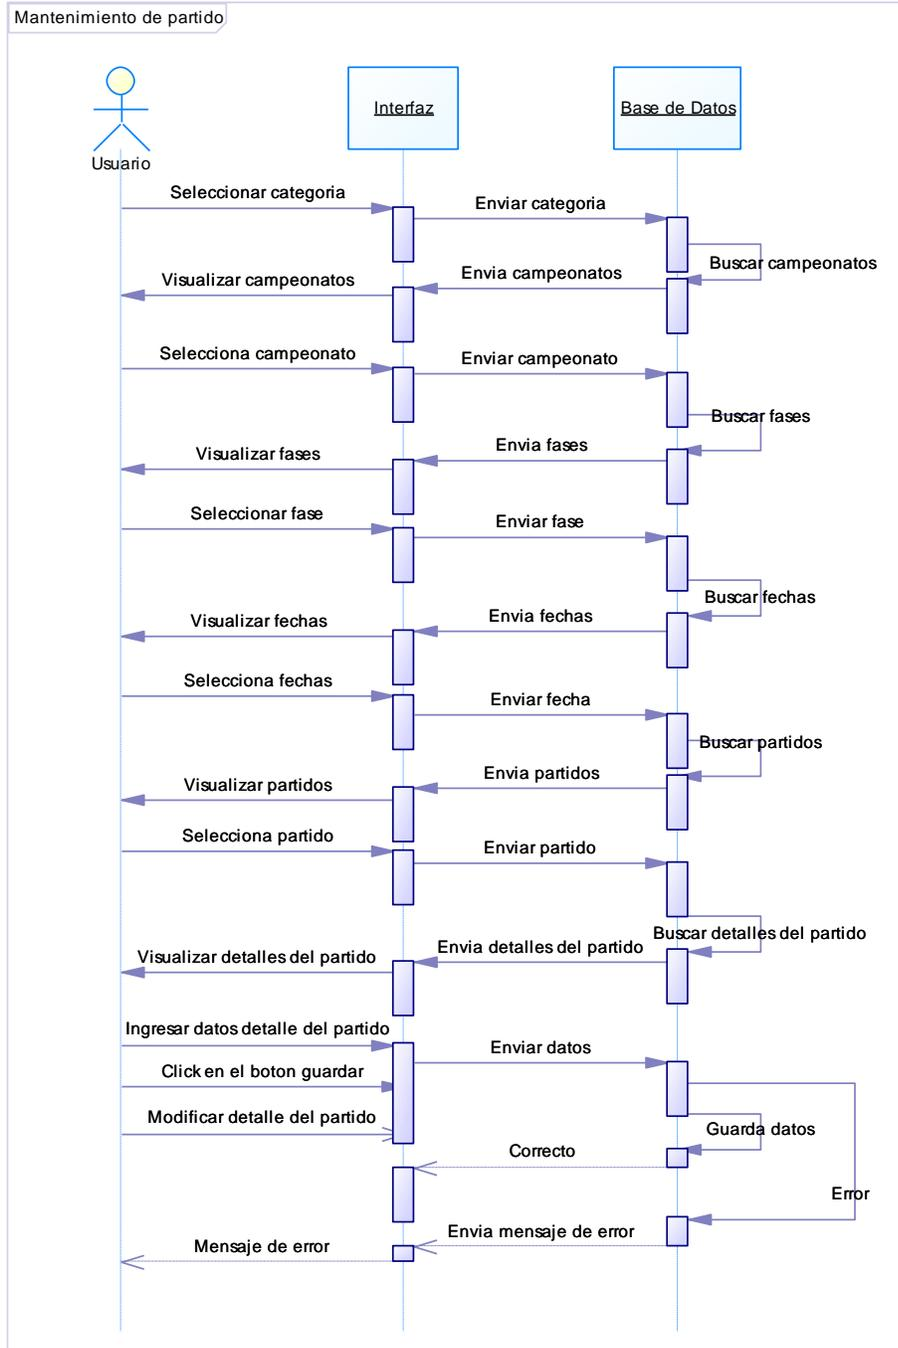 Mantenimiento de partido
Interfaz
Base de Datos
Usuario
Seleccionar categoria
Enviar categoria
Buscar campeonatos
Envia campeonatos
Visualizar campeonatos
Selecciona campeonato
Enviar campeonato
Buscar fases
Envia fases
Visualizar fases
Seleccionar fase
Enviar fase
Buscar fechas
Envia fechas
Visualizar fechas
Selecciona fechas
Enviar fecha
Buscar partidos
Envia partidos
Visualizar partidos
Selecciona partido
Enviar partido
Buscar detalles del partido
Envia detalles del partido
Visualizar detalles del partido
Ingresar datos detalle del partido
Enviar datos
Click en el boton guardar
Modificar detalle del partido
Guarda datos
Correcto
Error
Envia mensaje de error
Mensaje de error